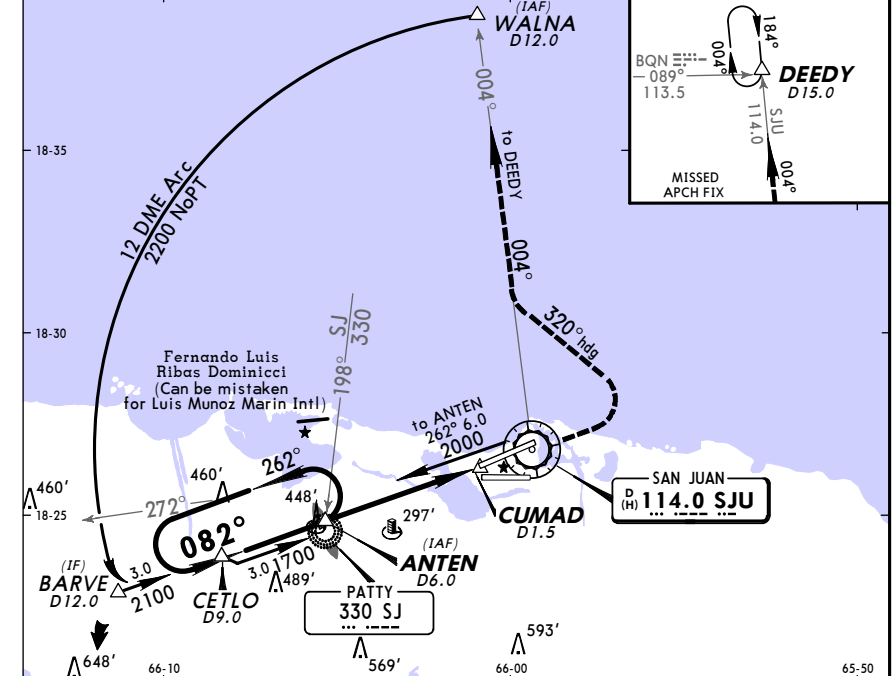 (IAF)
WALNA
D12.0
004°
to DEEDY
004°
320° hdg
12 DME Arc
2200 NoPT
BQN
089°
113.5
004°
184°
DEEDY
D15.0
SJU
114.0
004°
MISSED
APCH FIX
18-35
18-30
18-25
SJ
330
198°
Fernando Luis
Ribas Dominicci
(Can be mistaken
for Luis Munoz Marin Intl)
to ANTEN
262° 6.0
2000
262°
460'
460'
272°
448'
082°
297'
SAN JUAN
D
(H) 114.0 SJU
CUMAD
D1.5
(IAF)
ANTEN
D6.0
(IF)
BARVE
D12.0
3.0
2100
CETLO
D9.0
3.0 1700
489'
PATTY
330 SJ
593'
569'
648'
66-10
66-00
65-50